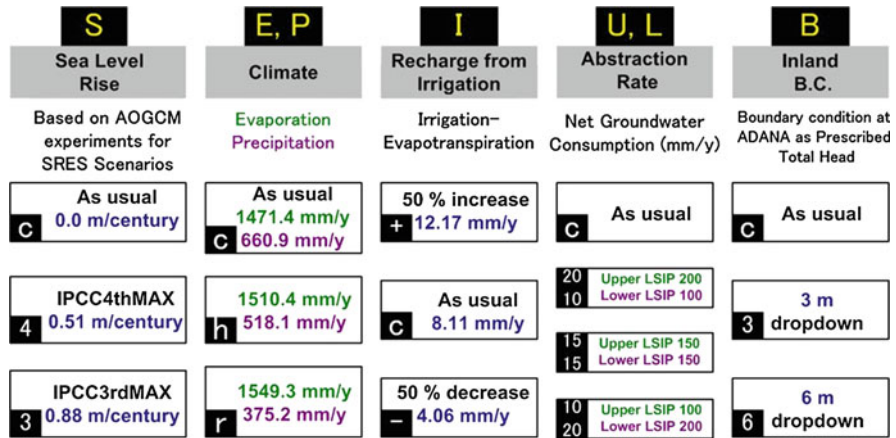 S
Sea Level
Rise
Based on AOGCM
experiments for
SRES Scenarios
As usual
0.0 m/century
c
IPCC4thMAX
0.51 m/century
4
IPCC3rdMAX
0.88 m/century
3
E, P
Climate
Evaporation
Precipitation
As usual
1471.4 mm/y
660.9 mm/y
c
1510.4 mm/y
518.1 mm/y
h
1549.3 mm/y
375.2 mm/y
r
I
Recharge from
Irrigation
Irrigation-
Evapotranspiration
50 % increase
12.17 mm/y
+
As usual
8.11 mm/y
c
50 % decrease
4.06 mm/y
-
U, L
Abstraction
Rate
Net Groundwater
Consumption (mm/y)
As usual
c
20 Upper LSIP 200
10 Lower LSIP 100
15 Upper LSIP 150
15 Lower LSIP 150
10 Upper LSIP 100
20 Lower LSIP 200
B
Inland
B.C.
Boundary condition at
ADANA as Prescribed
Total Head
As usual
c
3 m
dropdown
3
6 m
dropdown
6